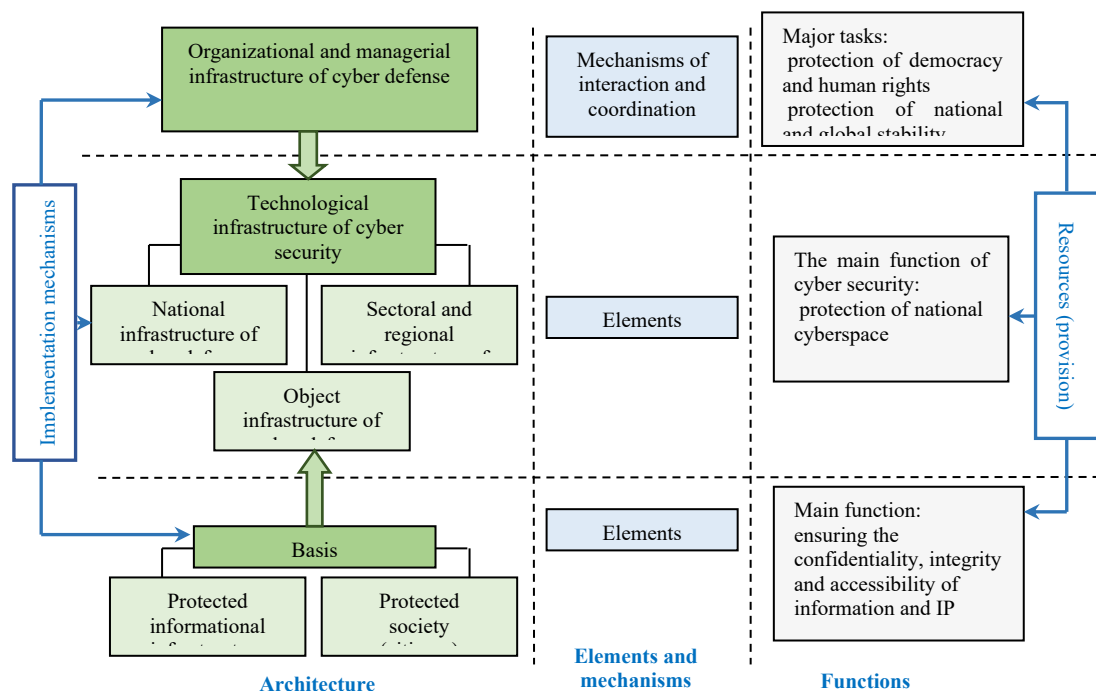 Organizational and managerial
infrastructure of cyber defense
Mechanisms of
interaction and
coordination
Major tasks:
protection of democracy
and human rights
protection of national
and global stability
Implementation mechanisms
Technological
infrastructure of cyber
security
National
infrastructure of
Sectoral and
regional
Object
infrastructure of
Elements
The main function of
cyber security:
protection of national
cyberspace
Resources (provision)
Basis
Protected
informational
Protected
society
Elements
Main function:
ensuring the
confidentiality, integrity
and accessibility of
information and IP
Architecture
Elements and
mechanisms
Functions